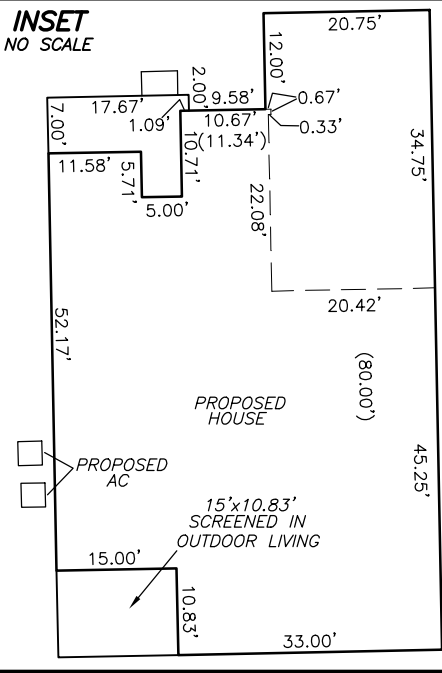 INSET
NO SCALE
20.75'
12.00'
2.00'
9.58'
0.67'
17.67'
1.09'
10.67'
(11.34')
0.33'
7.00'
10.71'
34.75'
11.58'
5.71'
5.00'
22.08'
20.42'
52.17'
(80.00')
PROPOSED
HOUSE
45.25'
PROPOSED
AC
15'x10.83'
SCREENED IN
OUTDOOR LIVING
15.00'
10.83'
33.00'